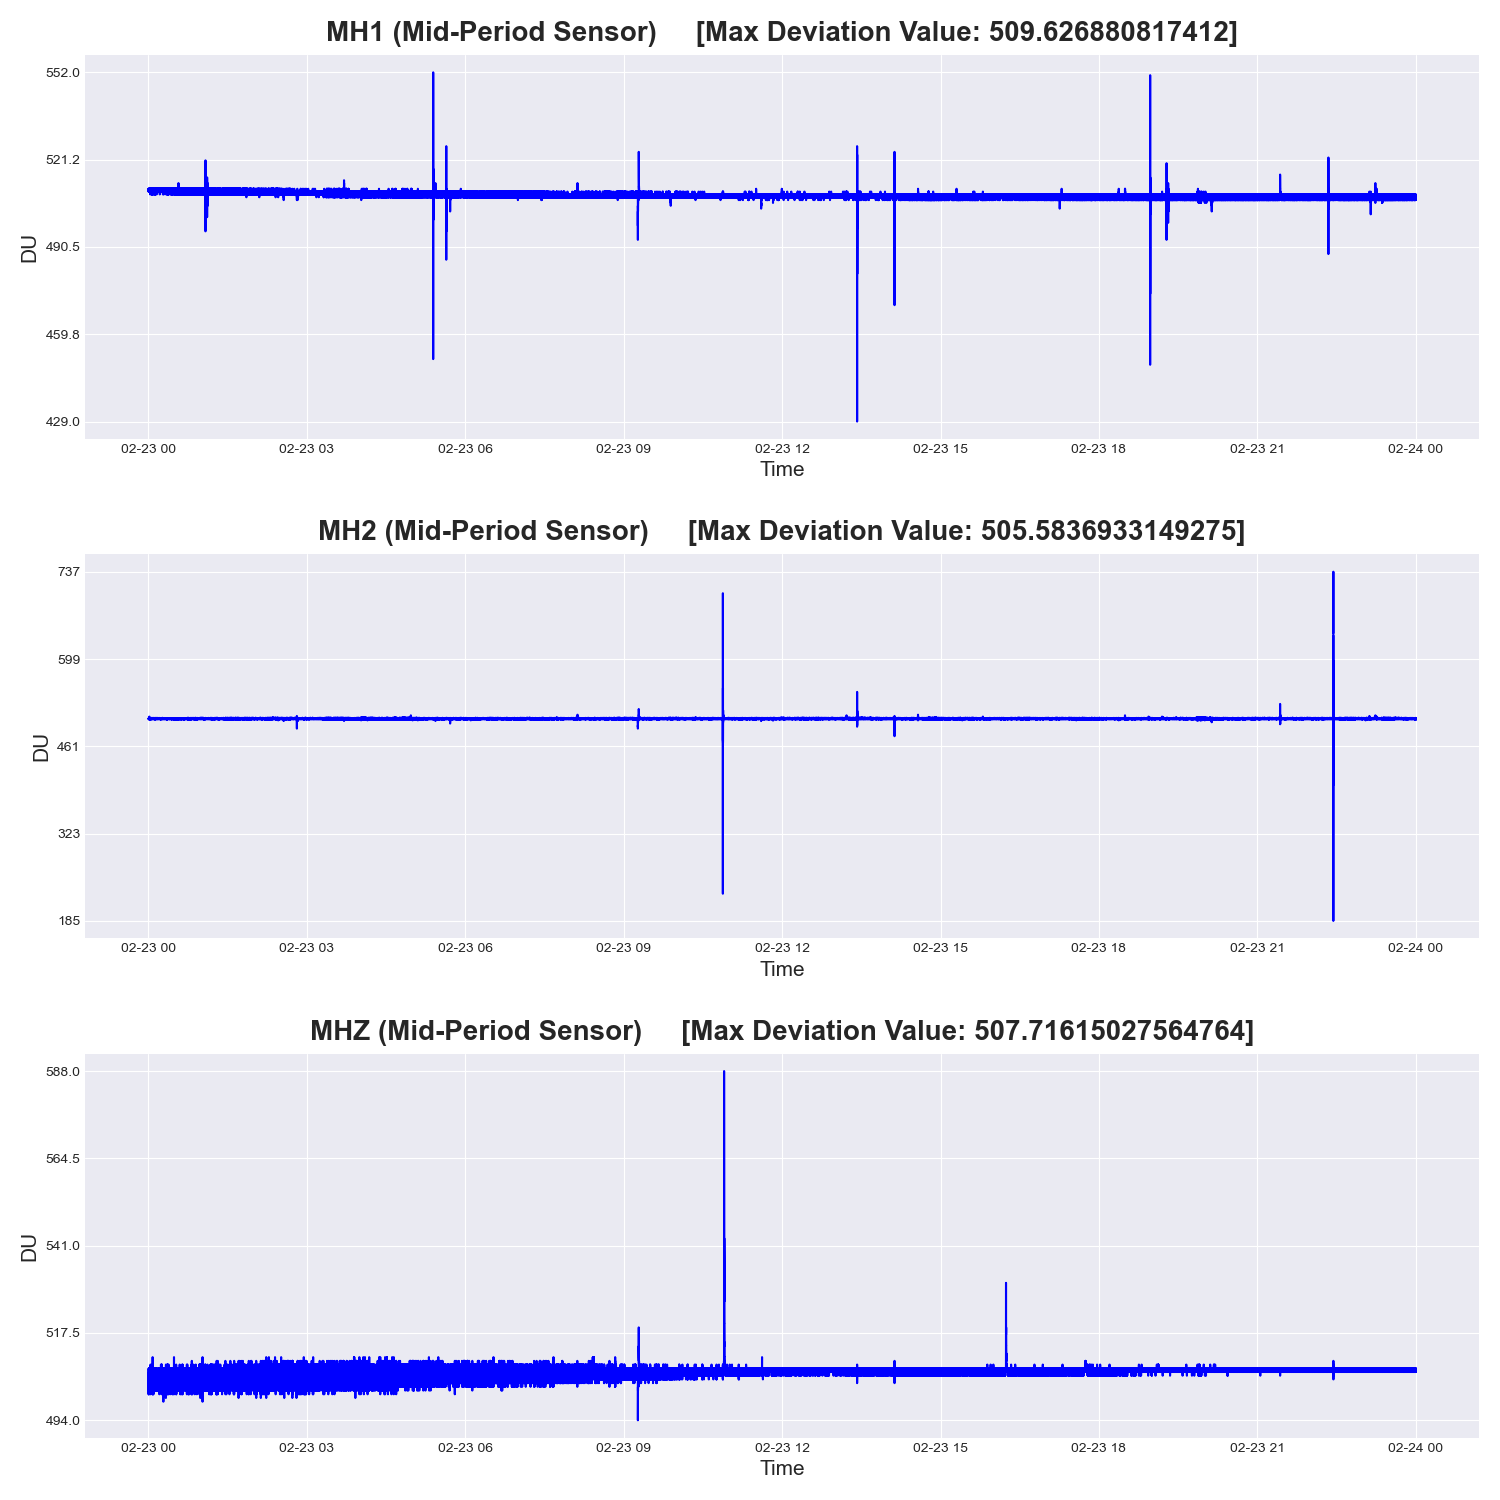 MH1 (Mid-Period Sensor) [Max Deviation Value: 509.626880817412]
552.0
521.2
490.5
459.8
429.0
DU
02-23 00 02-23 03 02-23 06 02-23 09 02-23 12 02-23 15 02-23 18 02-23 21 02-24 00
Time
MH2 (Mid-Period Sensor) [Max Deviation Value: 505.5836933149275]
737
599
461
323
185
DU
02-23 00 02-23 03 02-23 06 02-23 09 02-23 12 02-23 15 02-23 18 02-23 21 02-24 00
Time
MHZ (Mid-Period Sensor) [Max Deviation Value: 507.71615027564764]
588.0
564.5
541.0
517.5
494.0
DU
02-23 00 02-23 03 02-23 06 02-23 09 02-23 12 02-23 15 02-23 18 02-23 21 02-24 00
Time